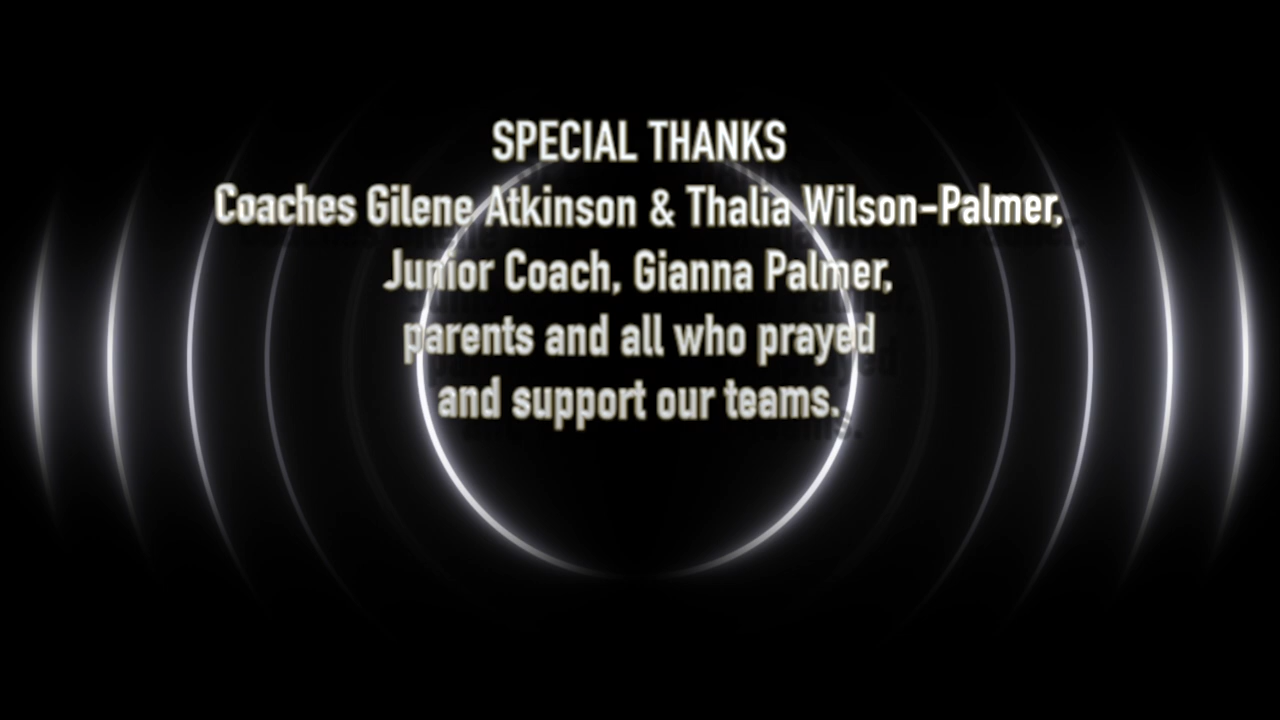 SPECIAL THANKS
Coaches Gilene Atkinson & Thalia Wilson-Palmer,
Junior Coach, Gianna Palmer,
parents and all who prayed
and support our teams.